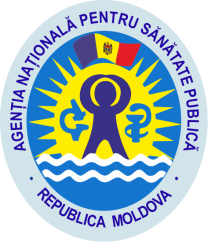 AGENȚIA NAȚIONALĂ PENTRU SĂNĂTATE PUBLICĂ
REPUBLICA MOLDOVA